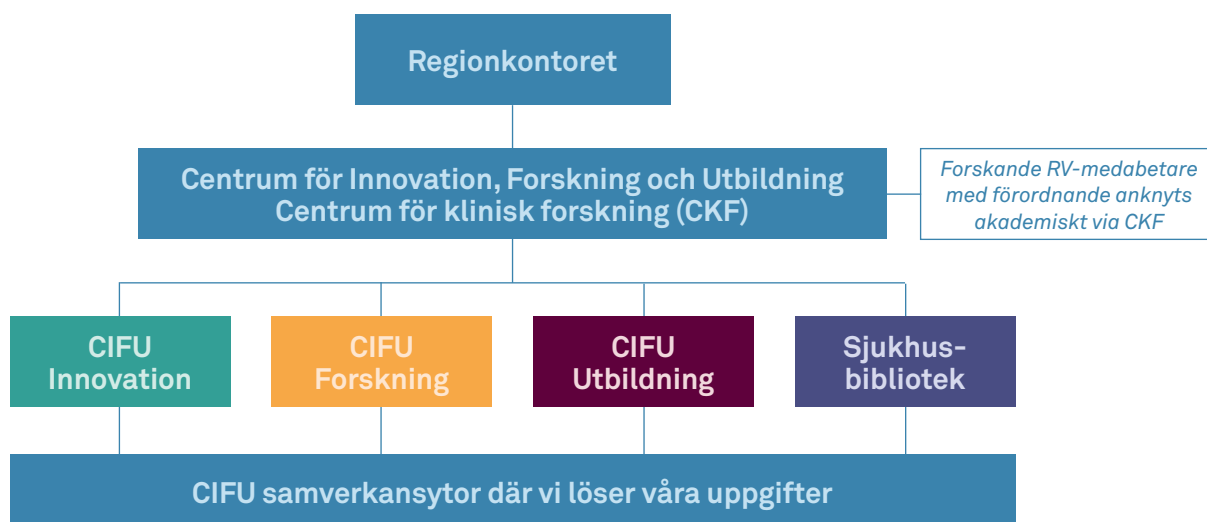 Regionkontoret
Centrum för Innovation, Forskning och Utbildning
Centrum för klinisk forskning (CKF)
Forskande RV-medabetare
med förordnande anknyts
akademiskt via CKF
CIFU
Innovation
CIFU
Forskning
CIFU
Utbildning
Sjukhus-
bibliotek
CIFU samverkansytor där vi löser våra uppgifter